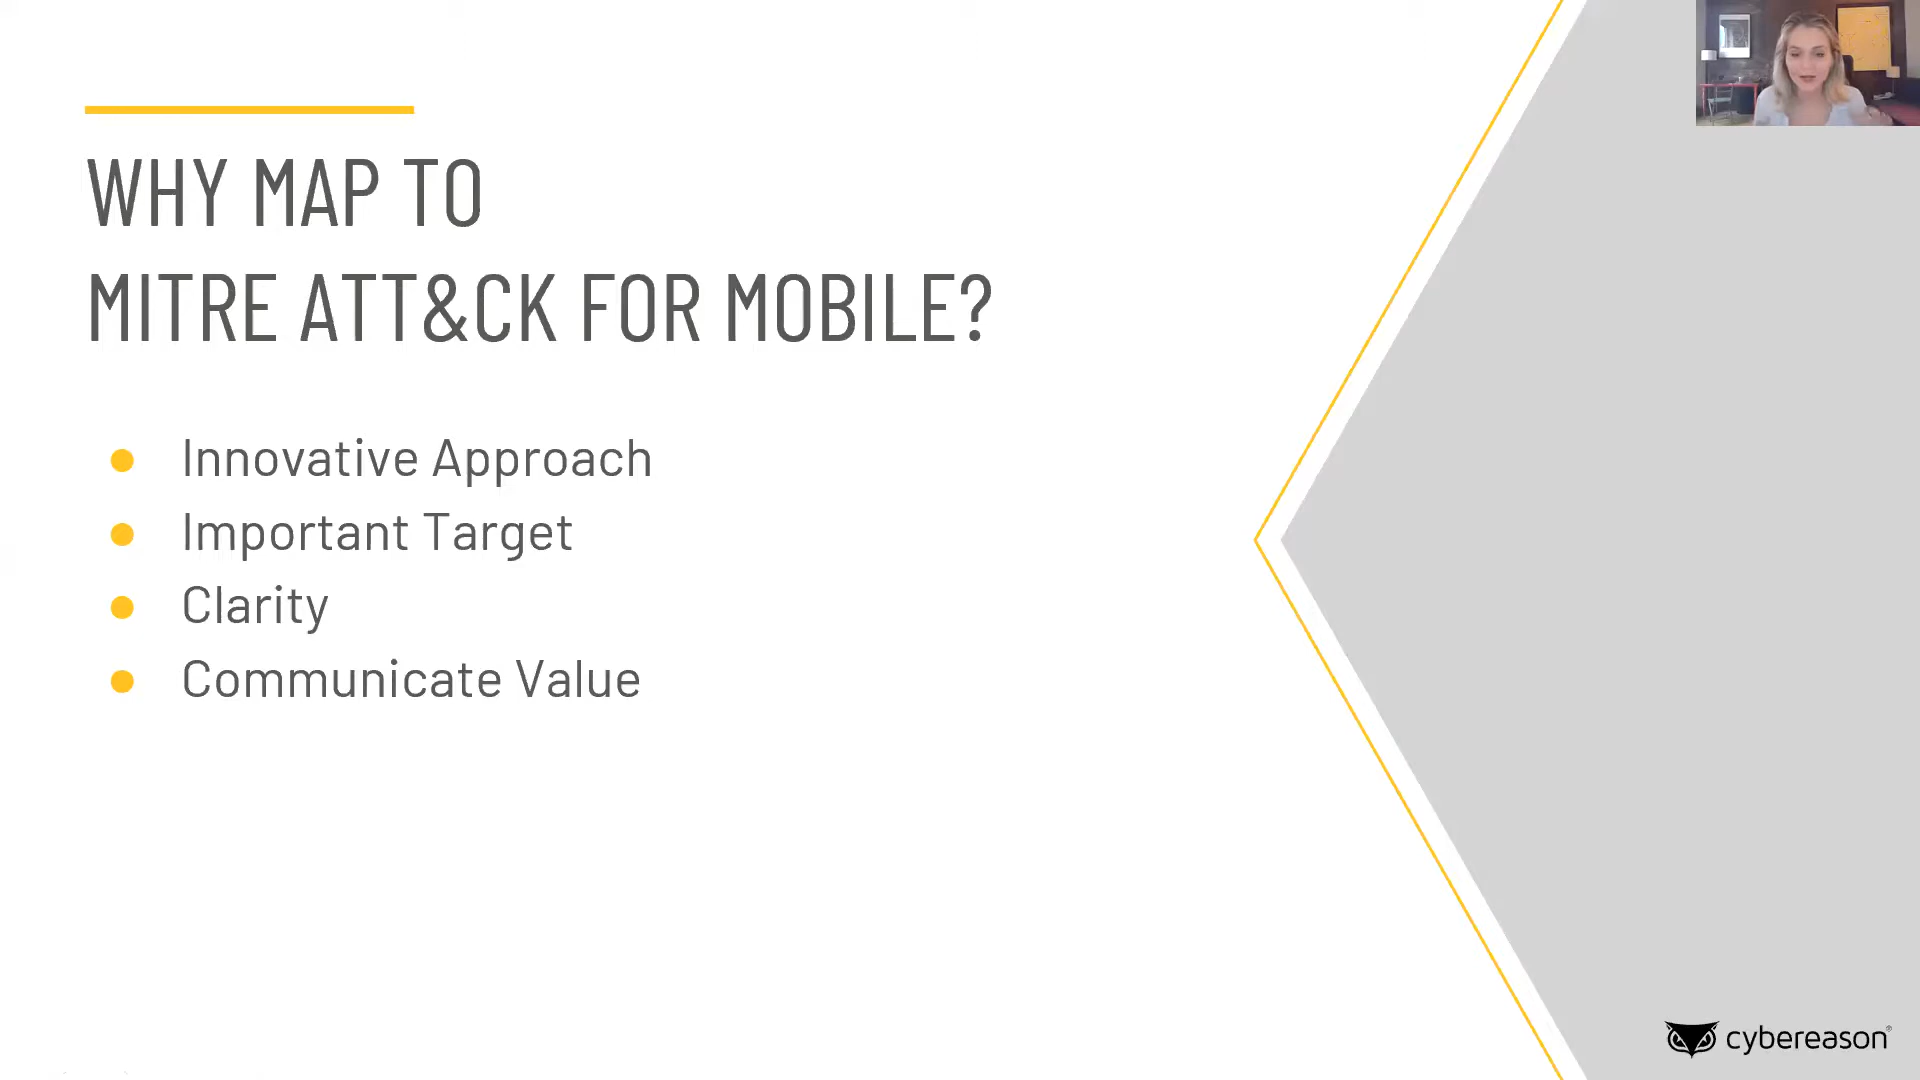 WHY MAP TO
MITRE ATT&CK FOR MOBILE?
Innovative Approach
Important Target
Clarity
Communicate Value
cybereason®